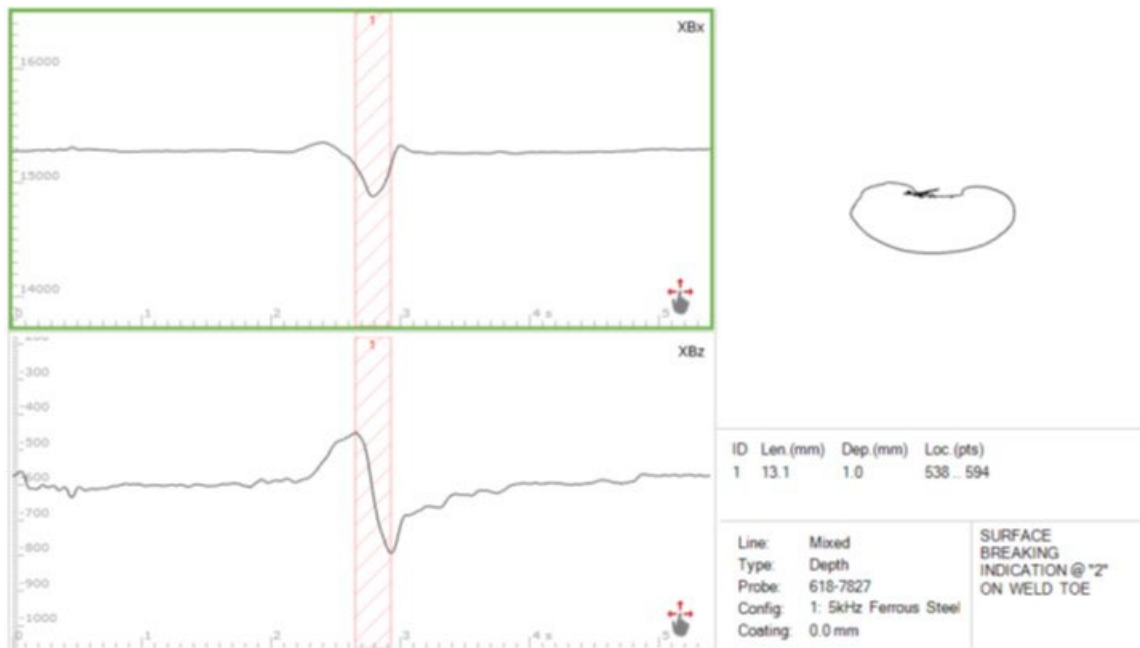 1
XBx
16000
15000
14000
0 1 2 3 4 s 5
1
XBz
-300
-400
-500
-600
-700
-800
-900
-1000
0 1 2 3 4 s 5
ID Len.(mm) Dep.(mm) Loc.(pts)
1 13.1 1.0 538 .. 594
Line: Mixed
Type: Depth
Probe: 618-7827
Config: 1: 5kHz Ferrous Steel
Coating: 0.0 mm
SURFACE
BREAKING
INDICATION @ "2"
ON WELD TOE